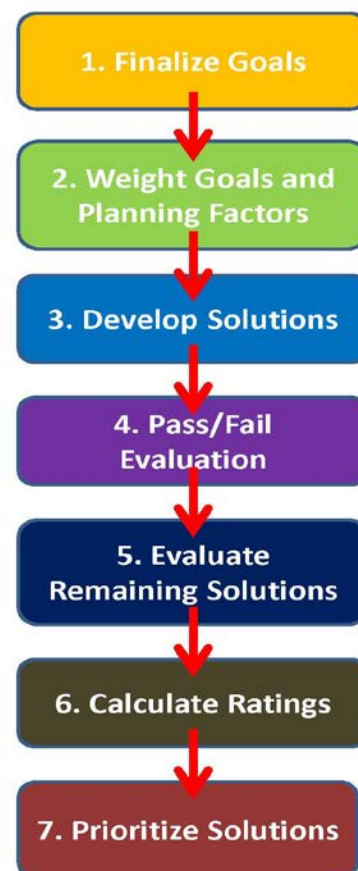 1. Finalize Goals
2. Weight Goals and
Planning Factors
3. Develop Solutions
4. Pass/Fail
Evaluation
5. Evaluate
Remaining Solutions
6. Calculate Ratings
7. Prioritize Solutions